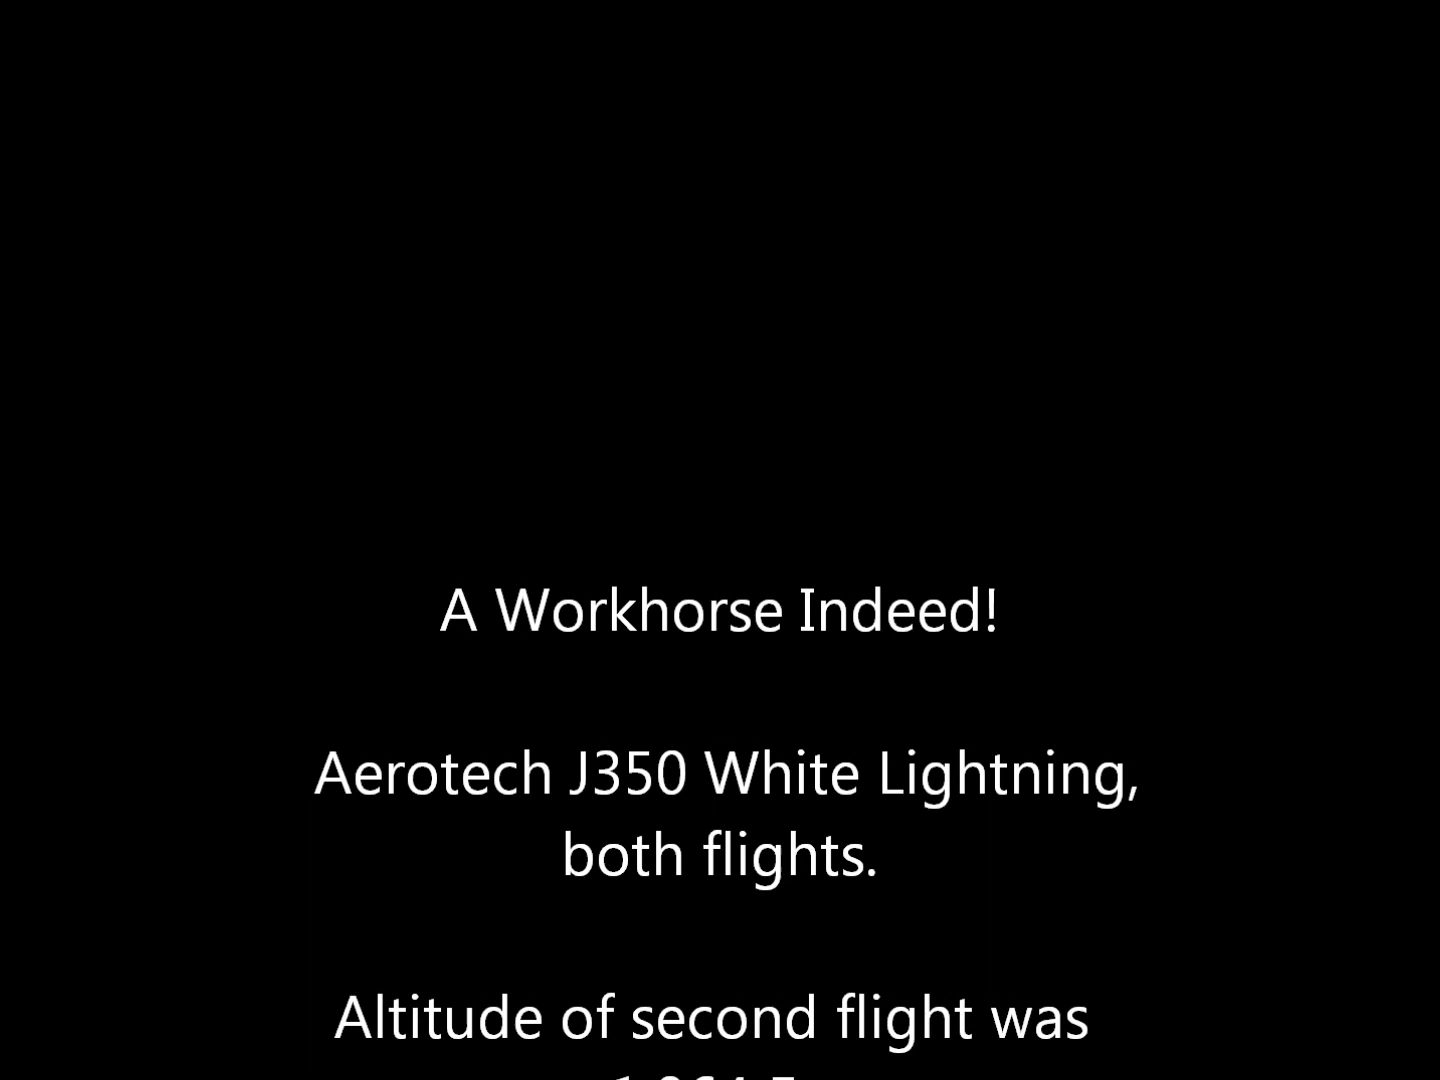 A Workhorse Indeed!
Aerotech J350 White Lightning,
both flights.
Altitude of second flight was